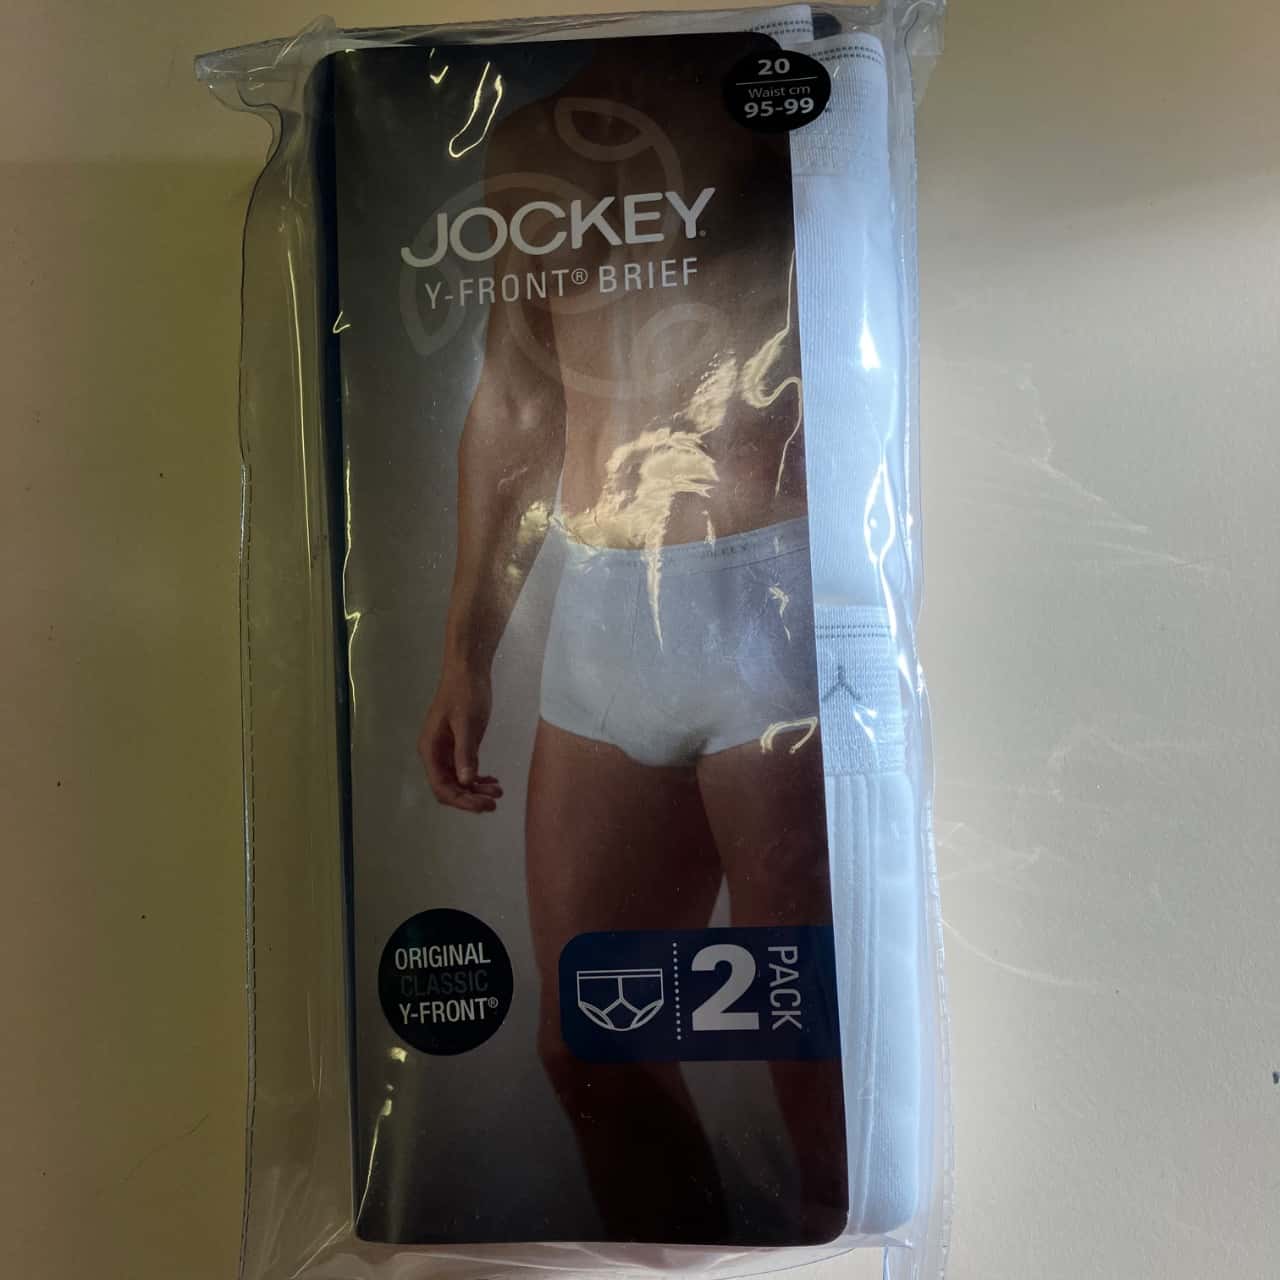 20
Waist cm
95-99
JOCKEY®
Y-FRONT® BRIEF
ORIGINAL
CLASSIC
Y-FRONT®
2
PACK